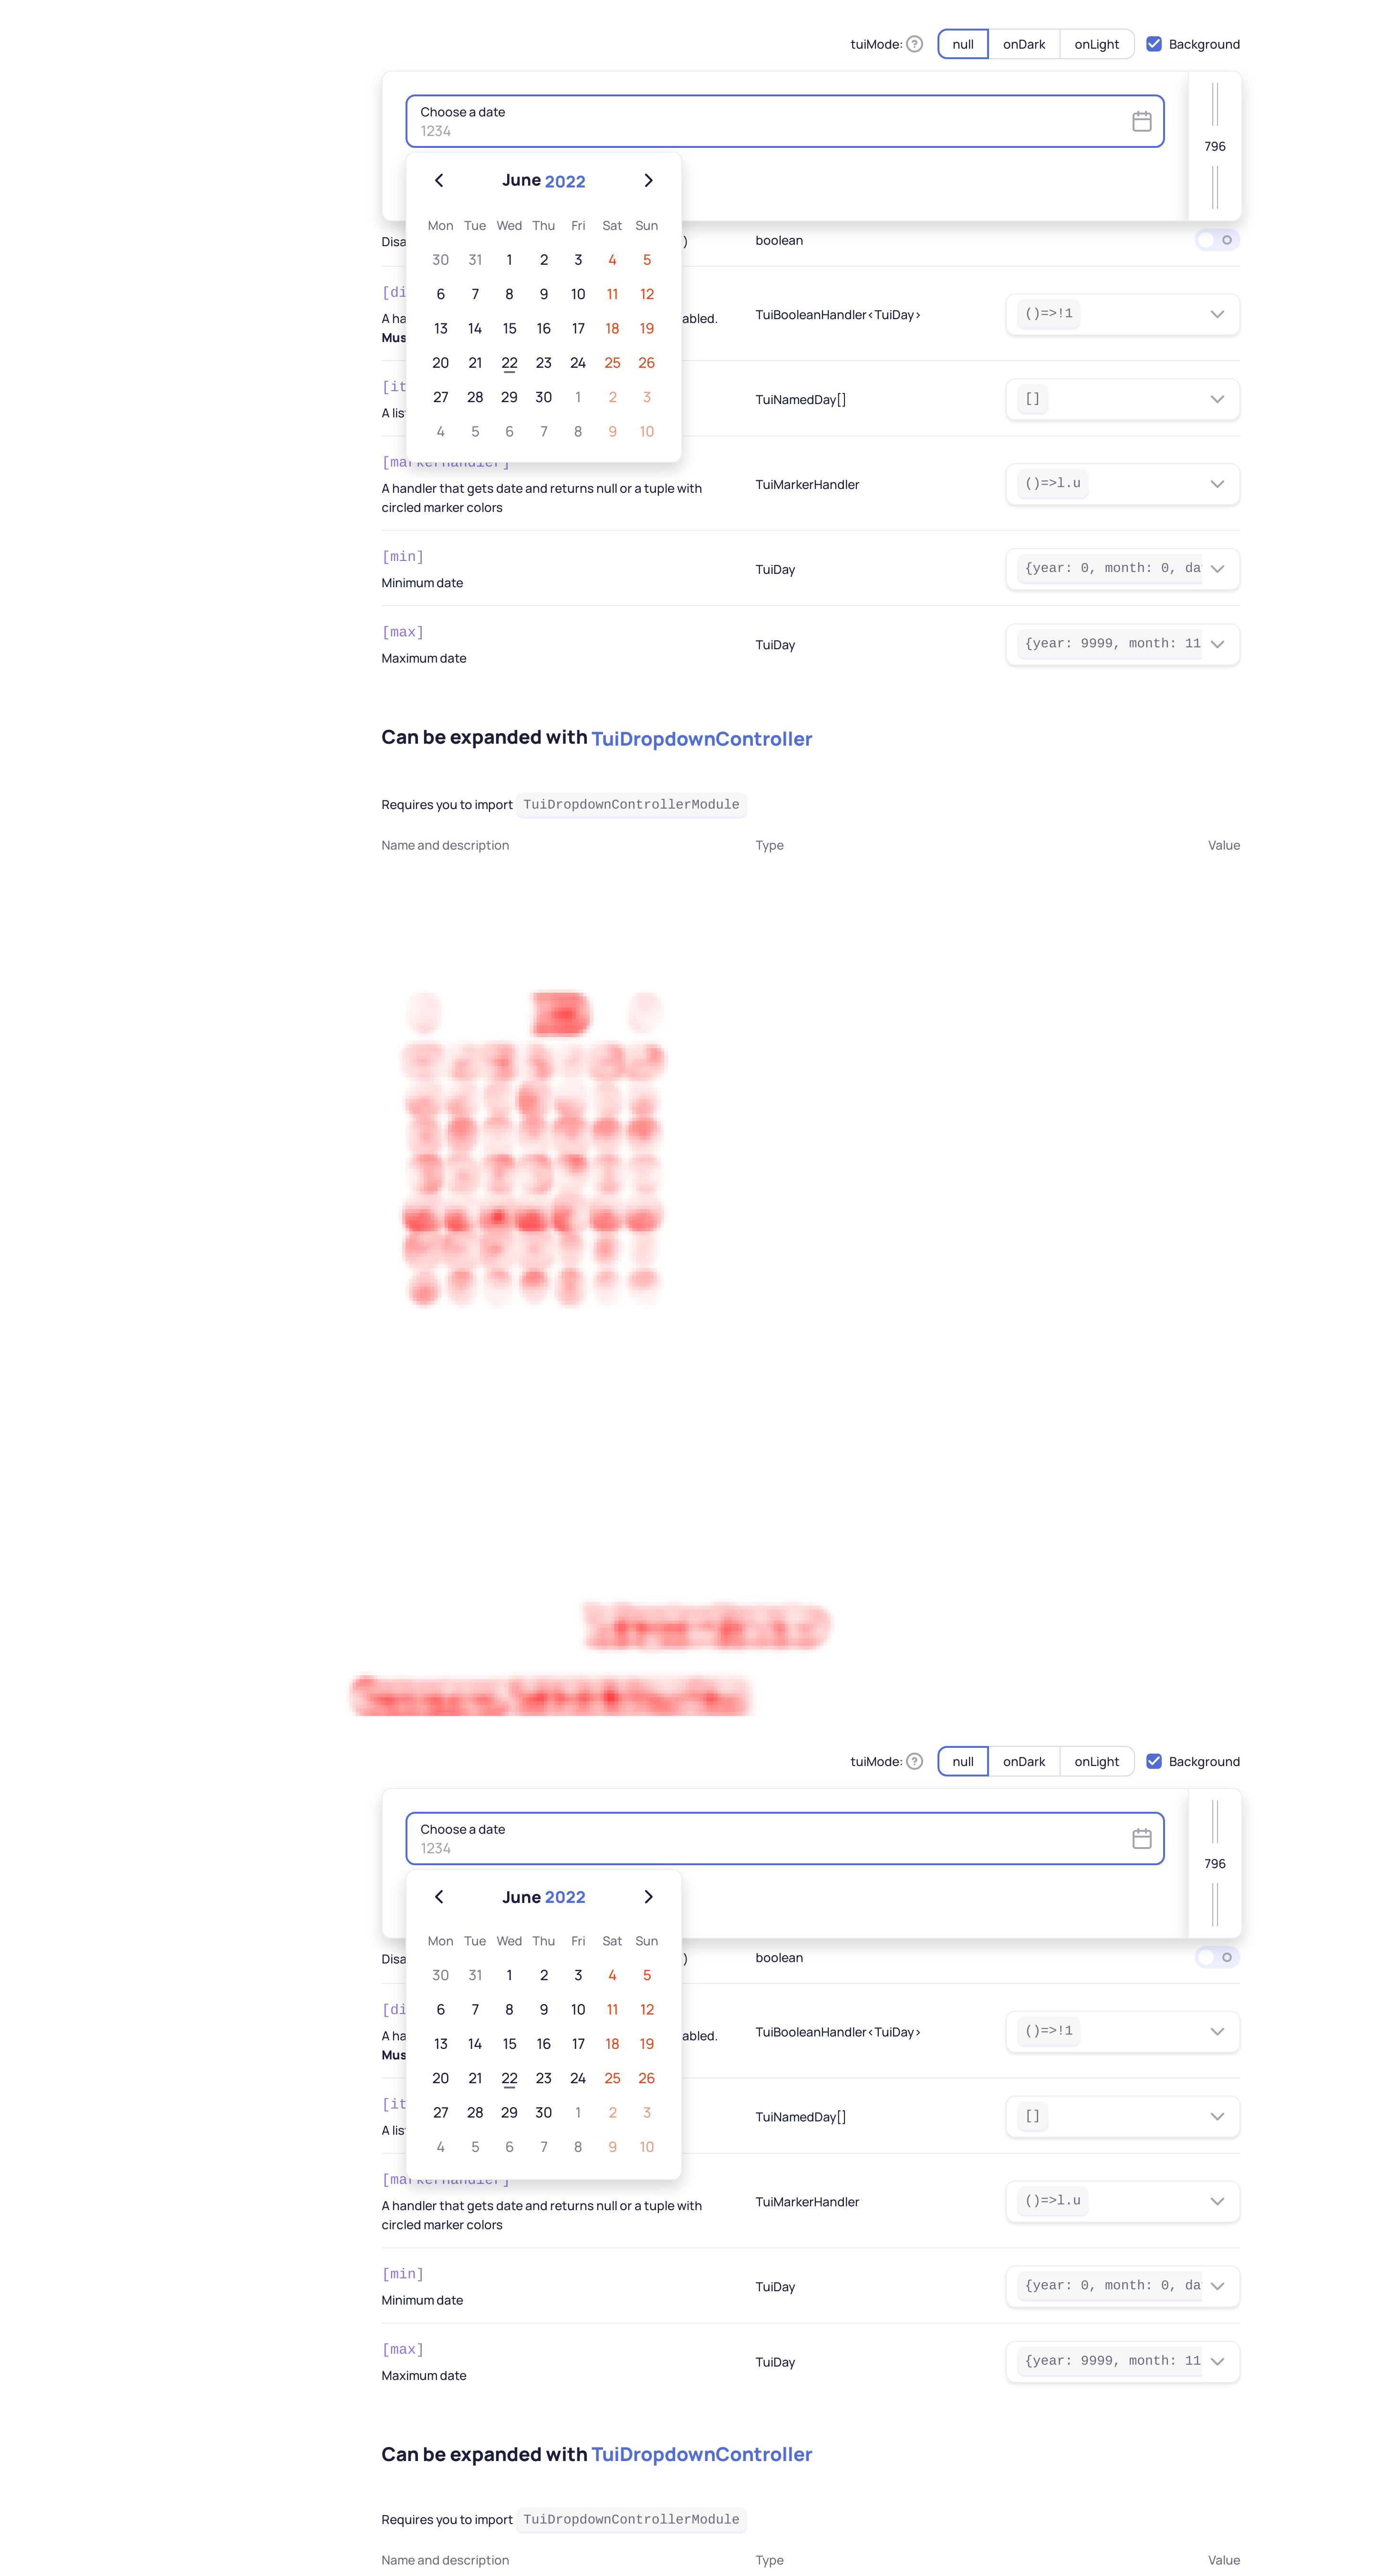 tuiMode: ? null onDark onLight Background
Choose a date
1234
796
June 2022
Mon Tue Wed Thu Fri Sat Sun
Disa ) boolean
30 31 1 2 3 4 5
[di
6 7 8 9 10 11 12
A ha abled. TuiBooleanHandler<TuiDay> ()=>!1
13 14 15 16 17 18 19
Mus
20 21 22 23 24 25 26
[it
27 28 29 30 1 2 3
A lis TuiNamedDay[] []
4 5 6 7 8 9 10
[markerHandler]
A handler that gets date and returns null or a tuple with
circled marker colors
TuiMarkerHandler ()=>l.u
[min]
Minimum date
TuiDay {year: 0, month: 0, da
[max]
Maximum date
TuiDay {year: 9999, month: 11
Can be expanded with TuiDropdownController
Requires you to import TuiDropdownControllerModule
Name and description Type Value
tuiMode: ? null onDark onLight Background
Choose a date
1234
796
June 2022
Mon Tue Wed Thu Fri Sat Sun
Disa ) boolean
30 31 1 2 3 4 5
[di
6 7 8 9 10 11 12
A ha abled. TuiBooleanHandler<TuiDay> ()=>!1
13 14 15 16 17 18 19
Mus
20 21 22 23 24 25 26
[it
27 28 29 30 1 2 3
A lis TuiNamedDay[] []
4 5 6 7 8 9 10
[markerHandler]
A handler that gets date and returns null or a tuple with
circled marker colors
TuiMarkerHandler ()=>l.u
[min]
Minimum date
TuiDay {year: 0, month: 0, da
[max]
Maximum date
TuiDay {year: 9999, month: 11
Can be expanded with TuiDropdownController
Requires you to import TuiDropdownControllerModule
Name and description Type Value